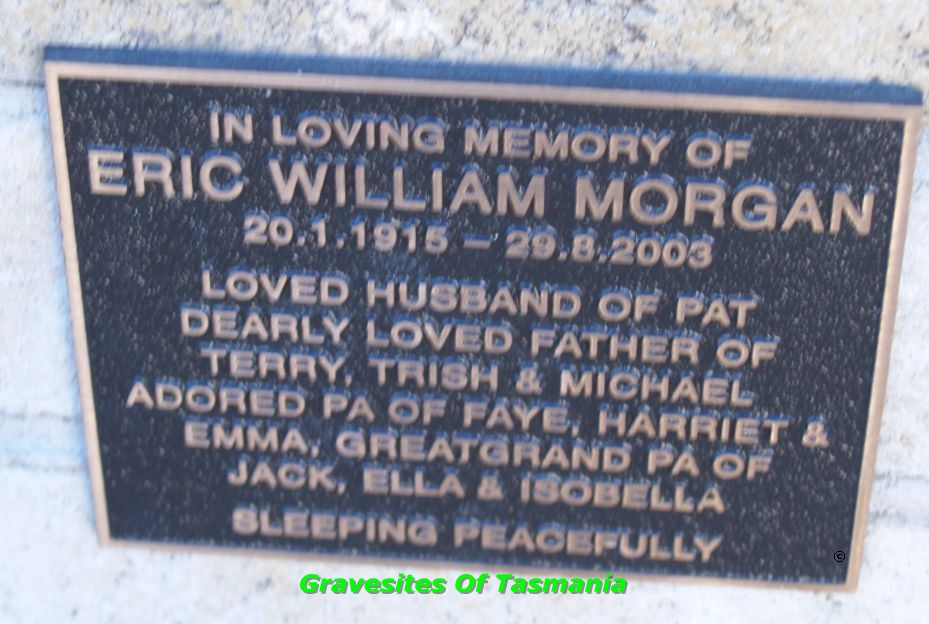 IN LOVING MEMORY OF
ERIC WILLIAM MORGAN
20.1.1915 – 29.8.2003
LOVED HUSBAND OF PAT
DEARLY LOVED FATHER OF
TERRY, TRISH & MICHAEL
ADORED PA OF FAYE, HARRIET &
EMMA, GREATGRAND PA OF
JACK, ELLA & ISOBELLA
SLEEPING PEACEFULLY
©
Gravesites Of Tasmania